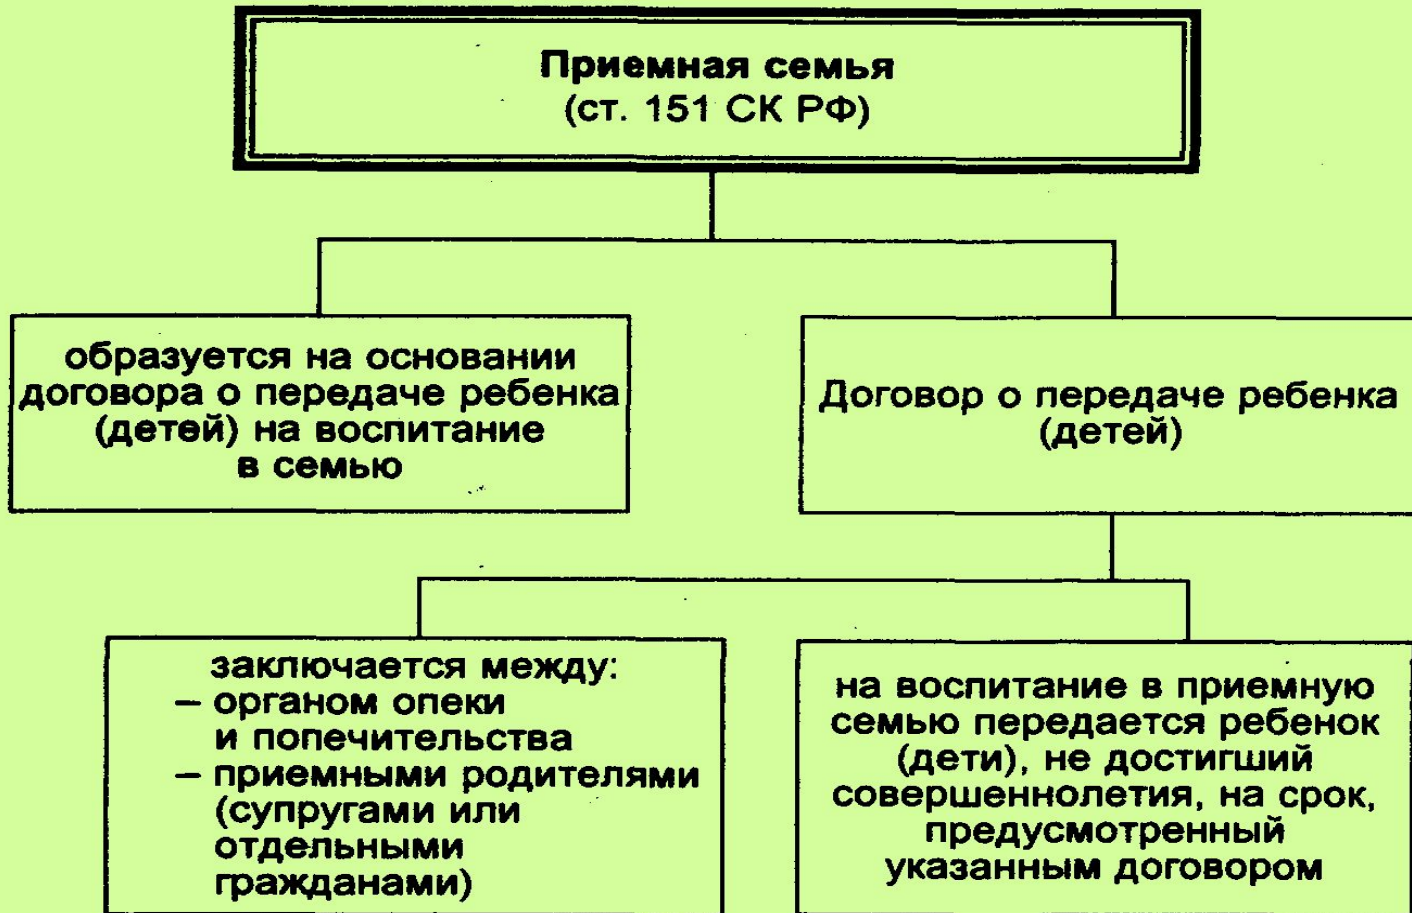 Приемная семья
(ст. 151 СК РФ)
образуется на основании
договора о передаче ребенка
(детей) на воспитание
в семью
Договор о передаче ребенка
(детей)
заключается между:
– органом опеки
и попечительства
– приемными родителями
(супругами или
отдельными
гражданами)
на воспитание в приемную
семью передается ребенок
(дети), не достигший
совершеннолетия, на срок,
предусмотренный
указанным договором